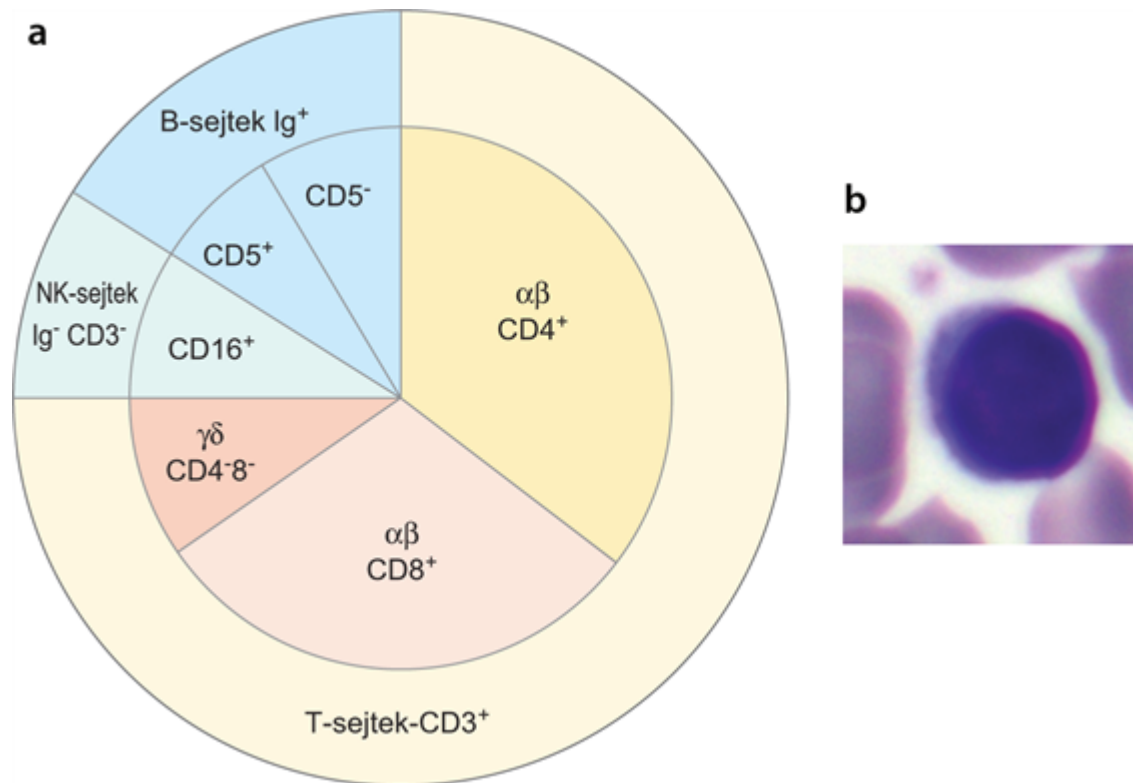 a
B-sejtek Ig⁺
CD5⁻
CD5⁺
NK-sejtek
Ig⁻ CD3⁻
CD16⁺
αβ
CD4⁺
γδ
CD4⁻8⁻
αβ
CD8⁺
T-sejtek-CD3⁺
b